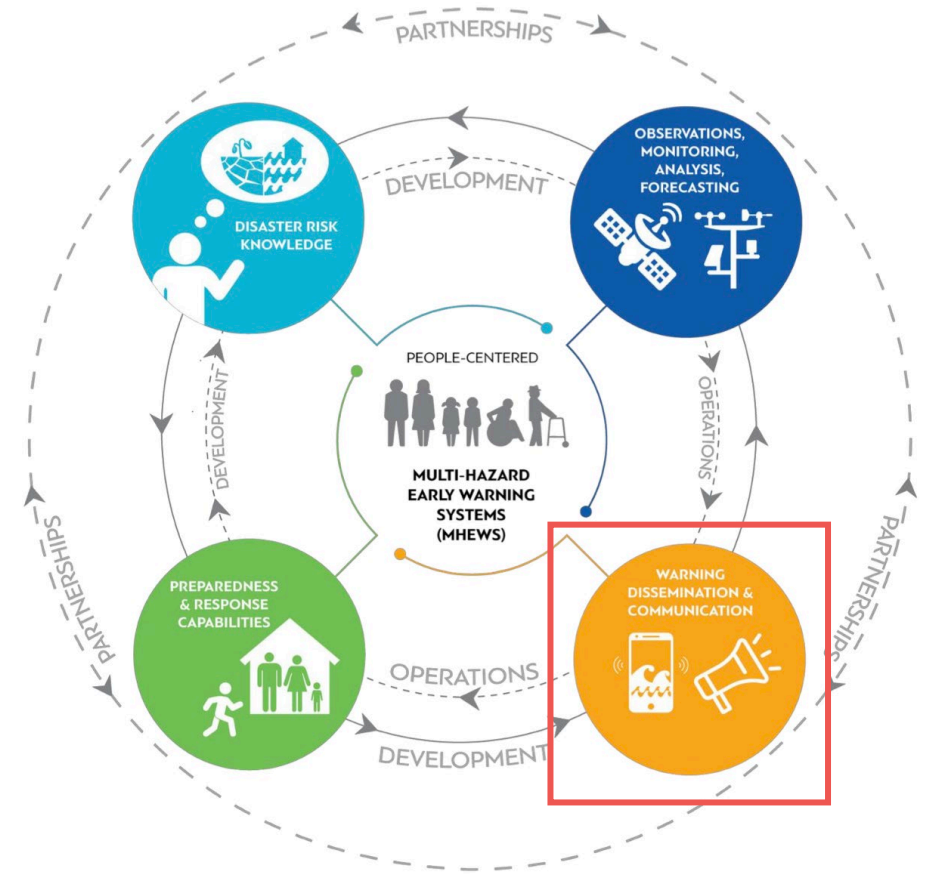 PARTNERSHIPS
DEVELOPMENT
DISASTER RISK
KNOWLEDGE
OBSERVATIONS,
MONITORING,
ANALYSIS,
FORECASTING
PEOPLE-CENTERED
MULTI-HAZARD
EARLY WARNING
SYSTEMS
(MHEWS)
DEVELOPMENT
OPERATIONS
PARTNERSHIPS
PARTNERSHIPS
PREPAREDNESS
& RESPONSE
CAPABILITIES
WARNING
DISSEMINATION &
COMMUNICATION
OPERATIONS
DEVELOPMENT